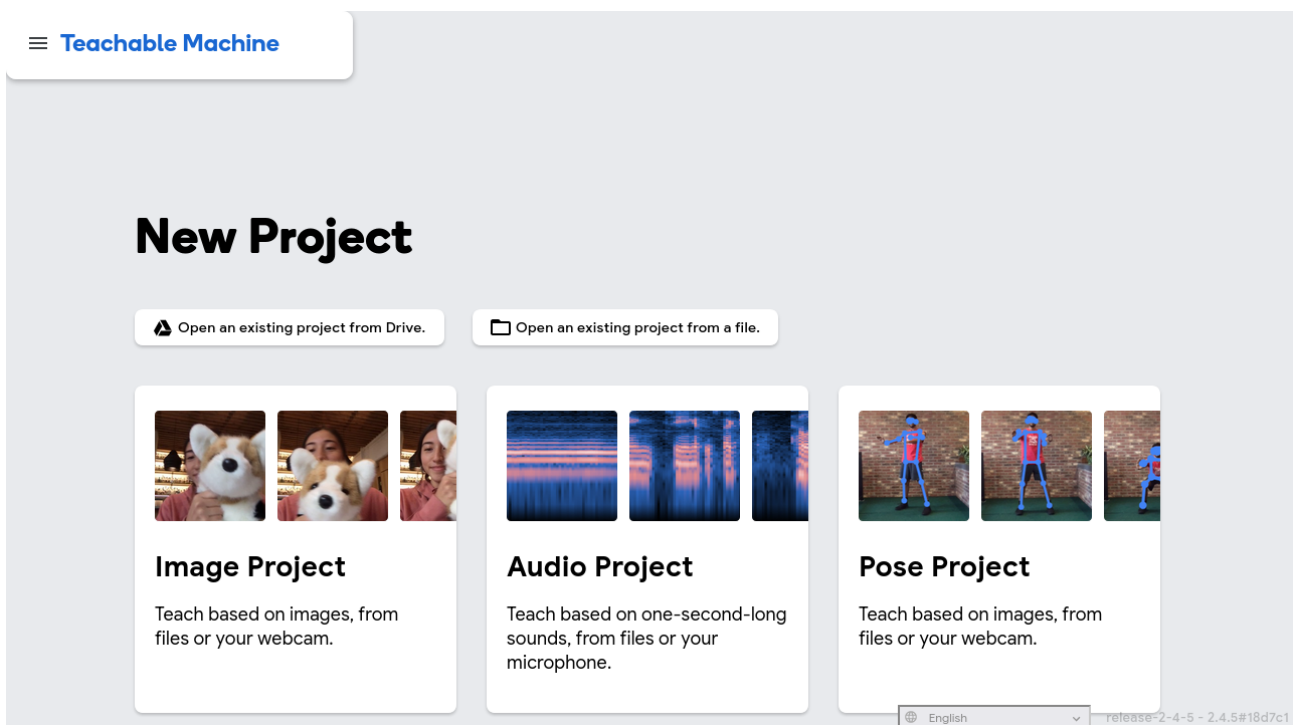 Teachable Machine
New Project
Open an existing project from Drive.
Open an existing project from a file.
Image Project
Teach based on images, from
files or your webcam.
Audio Project
Teach based on one-second-long
sounds, from files or your
microphone.
Pose Project
Teach based on images, from
files or your webcam.
English
release-2-4-5 - 2.4.5#18d7c1